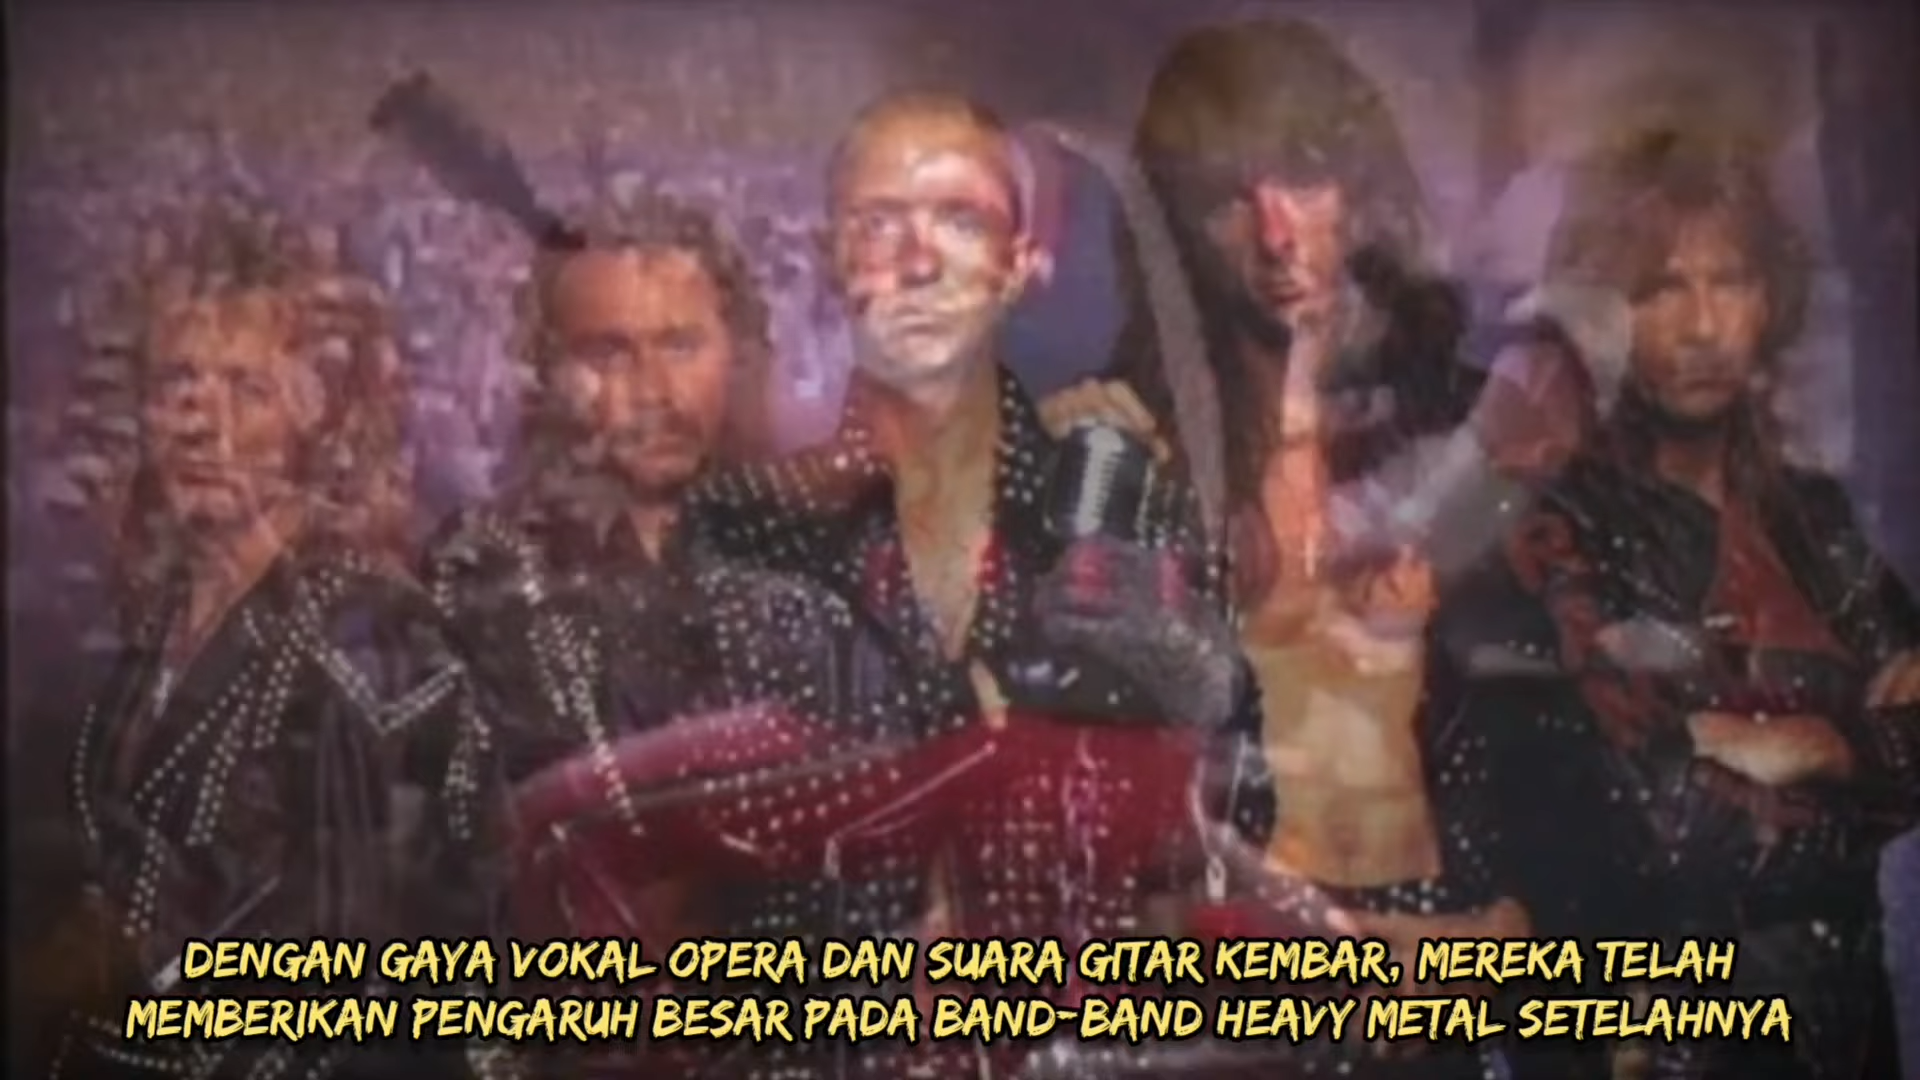 DENGAN GAYA VOKAL OPERA DAN SUARA GITAR KEMBAR, MEREKA TELAH
MEMBERIKAN PENGARUH BESAR PADA BAND-BAND HEAVY METAL SETELAHNYA